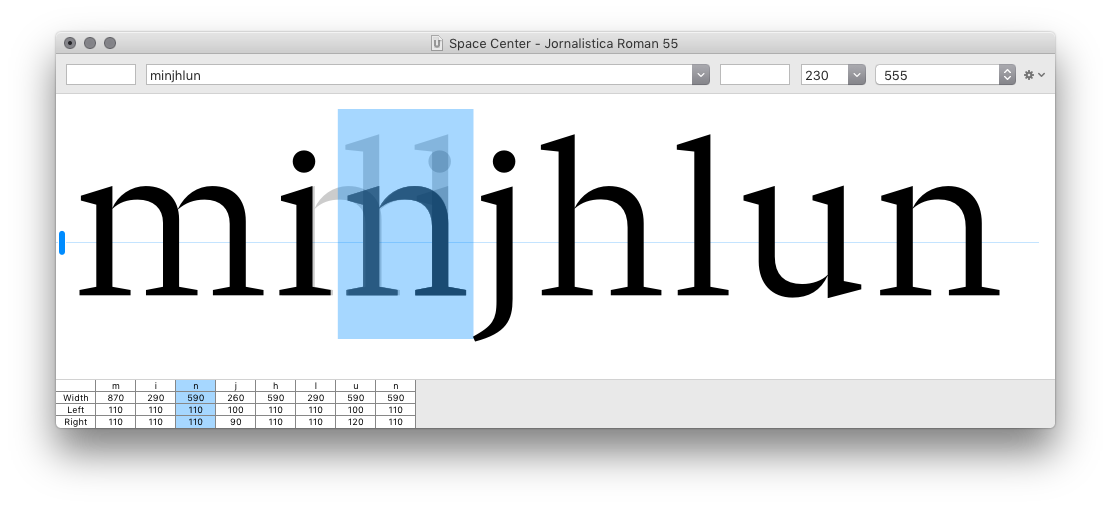 Space Center - Jornalistica Roman 55
minjhlun 230 555
minjhlun
m i n j h l u n
Width 870 290 590 260 590 290 590 590
Left 110 110 110 100 110 110 100 110
Right 110 110 110 90 110 110 120 110